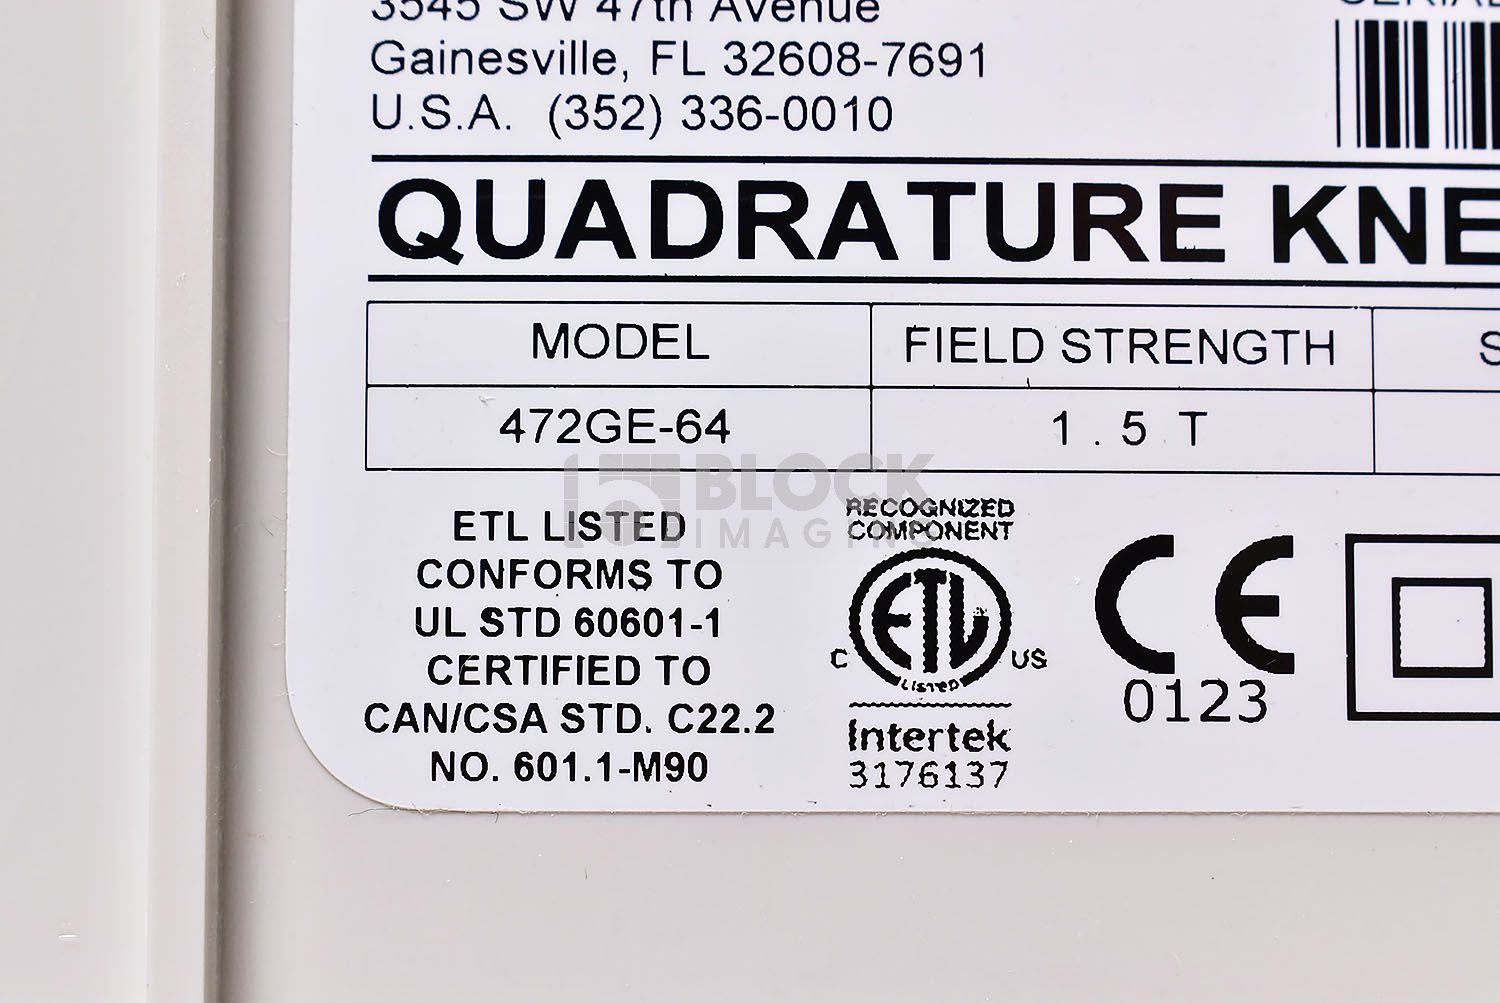 3545 SW 47th Avenue
Gainesville, FL 32608-7691
U.S.A. (352) 336-0010
QUADRATURE KNE
MODEL
FIELD STRENGTH
472GE-64
1.5 T
BLOCK
IMAGING
ETL LISTED
CONFORMS TO
UL STD 60601-1
CERTIFIED TO
CAN/CSA STD. C22.2
NO. 601.1-M90
RECOGNIZED
COMPONENT
ETL
C US
LISTED
Intertek
3176137
CE
0123